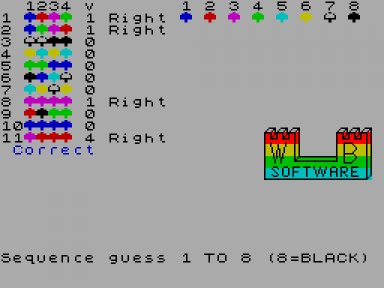 1234 v 1 2 3 4 5 6 7 8
1 1 Right
2 1 Right
3 0
4 0
5 0
6 0
7 0
8 1 Right
9 0
10 0
11 4 Right
Correct
W B
SOFTWARE
Sequence guess 1 TO 8 (8=BLACK)